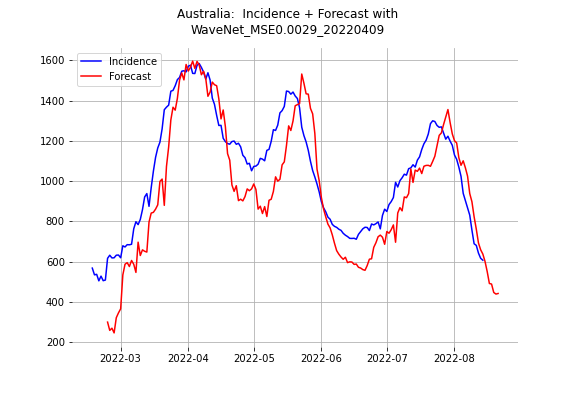 Australia:  Incidence + Forecast with
WaveNet_MSE0.0029_20220409
Incidence
Forecast
1600
1400
1200
1000
800
600
400
200
2022-03 2022-04 2022-05 2022-06 2022-07 2022-08